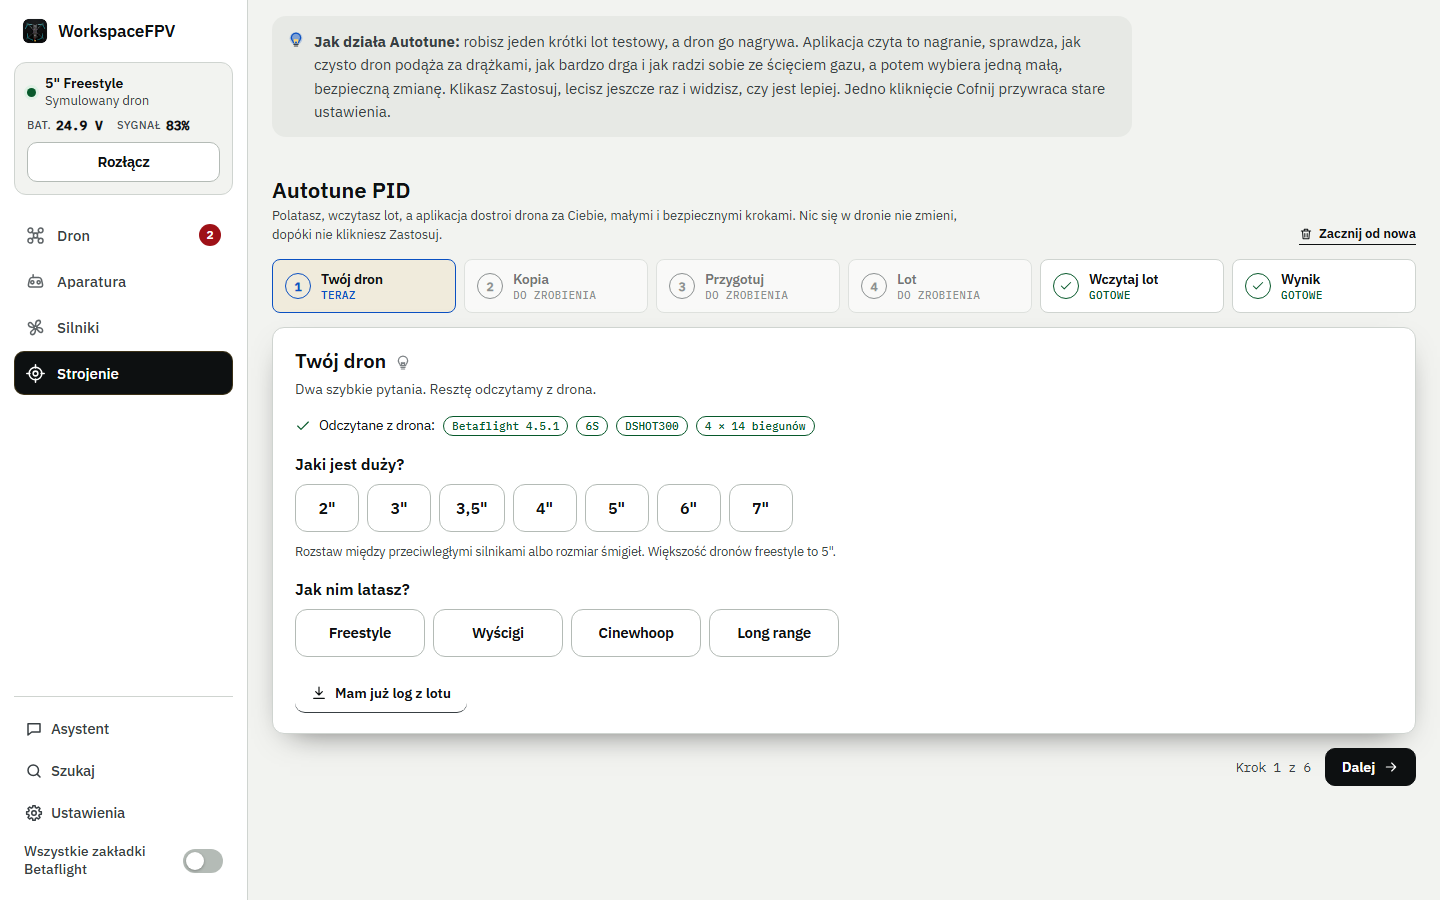 WorkspaceFPV
5" Freestyle
Symulowany dron
BAT. 24.9 V SYGNAŁ 83%
Rozłącz
Dron 2
Aparatura
Silniki
Strojenie
Asystent
Szukaj
Ustawienia
Wszystkie zakładki
Betaflight
Jak działa Autotune: robisz jeden krótki lot testowy, a dron go nagrywa. Aplikacja czyta to nagranie, sprawdza, jak
czysto dron podąża za drążkami, jak bardzo drga i jak radzi sobie ze ścięciem gazu, a potem wybiera jedną małą,
bezpieczną zmianę. Klikasz Zastosuj, lecisz jeszcze raz i widzisz, czy jest lepiej. Jedno kliknięcie Cofnij przywraca stare
ustawienia.
Autotune PID
Polatasz, wczytasz lot, a aplikacja dostroi drona za Ciebie, małymi i bezpiecznymi krokami. Nic się w dronie nie zmieni,
dopóki nie klikniesz Zastosuj.
Zacznij od nowa
1 Twój dron TERAZ
2 Kopia DO ZROBIENIA
3 Przygotuj DO ZROBIENIA
4 Lot DO ZROBIENIA
Wczytaj lot GOTOWE
Wynik GOTOWE
Twój dron
Dwa szybkie pytania. Resztę odczytamy z drona.
Odczytane z drona: Betaflight 4.5.1 6S DSHOT300 4 × 14 biegunów
Jaki jest duży?
2" 3" 3,5" 4" 5" 6" 7"
Rozstaw między przeciwległymi silnikami albo rozmiar śmigieł. Większość dronów freestyle to 5".
Jak nim latasz?
Freestyle Wyścigi Cinewhoop Long range
Mam już log z lotu
Krok 1 z 6 Dalej